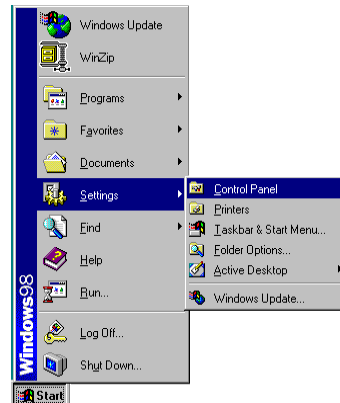 Windows Update
WinZip
Programs
Favorites
Documents
Settings
Find
Help
Run...
Log Off...
Shut Down...
Control Panel
Printers
Taskbar & Start Menu...
Folder Options...
Active Desktop
Windows Update...
Windows98
Start